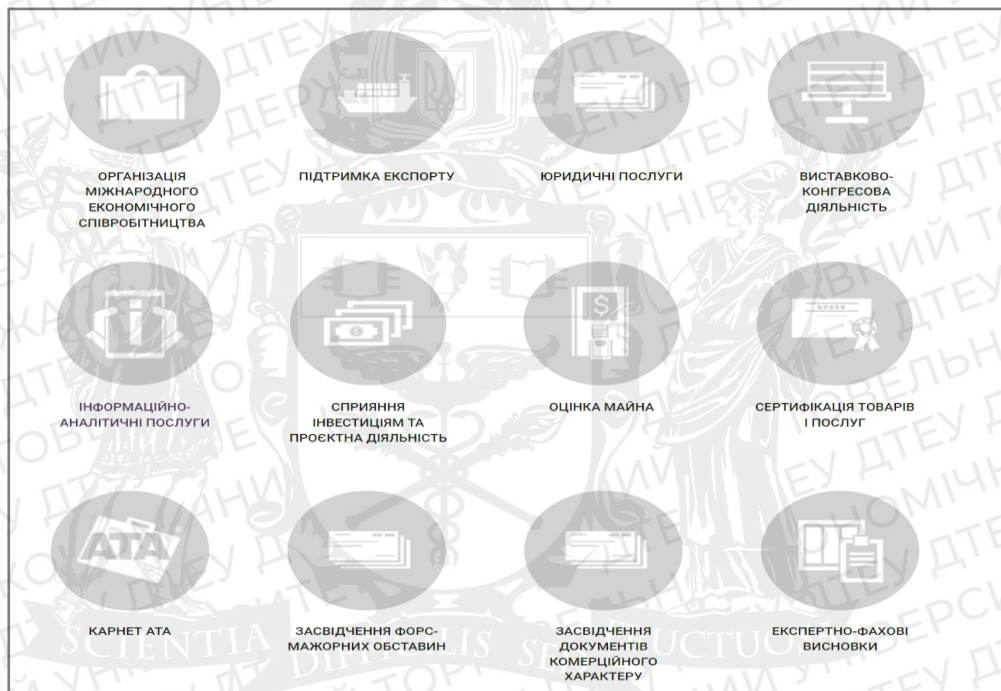 ОРГАНІЗАЦІЯ
МІЖНАРОДНОГО
ЕКОНОМІЧНОГО
СПІВРОБІТНИЦТВА
ПІДТРИМКА ЕКСПОРТУ
ЮРИДИЧНІ ПОСЛУГИ
ВИСТАВКОВО-
КОНГРЕСОВА
ДІЯЛЬНІСТЬ
ІНФОРМАЦІЙНО-
АНАЛІТИЧНІ ПОСЛУГИ
СПРИЯННЯ
ІНВЕСТИЦІЯМ ТА
ПРОЄКТНА ДІЯЛЬНІСТЬ
ОЦІНКА МАЙНА
СЕРТИФІКАЦІЯ ТОВАРІВ
І ПОСЛУГ
АТА
КАРНЕТ АТА
ЗАСВІДЧЕННЯ ФОРС-
МАЖОРНИХ ОБСТАВИН
ЗАСВІДЧЕННЯ
ДОКУМЕНТІВ
КОМЕРЦІЙНОГО
ХАРАКТЕРУ
ЕКСПЕРТНО-ФАХОВІ
ВИСНОВКИ
SCIENTIA DIFFICILIS